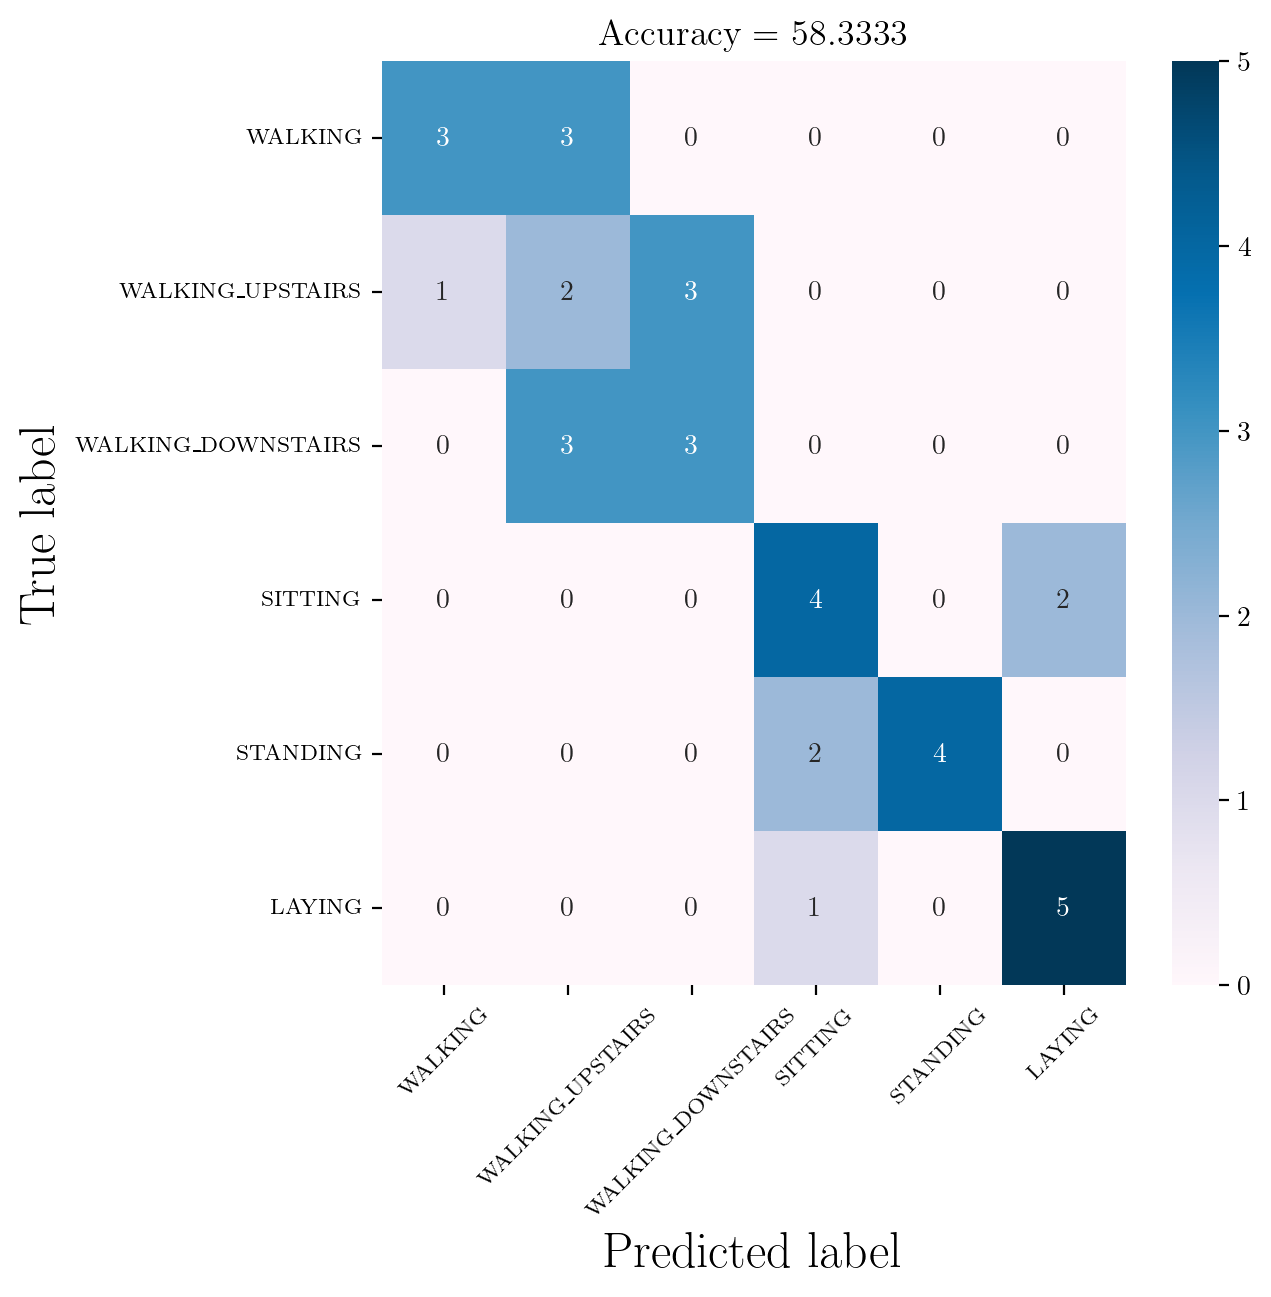 Accuracy = 58.3333
True label
WALKING 3 3 0 0 0 0
WALKING_UPSTAIRS 1 2 3 0 0 0
WALKING_DOWNSTAIRS 0 3 3 0 0 0
SITTING 0 0 0 4 0 2
STANDING 0 0 0 2 4 0
LAYING 0 0 0 1 0 5
WALKING
WALKING_UPSTAIRS
WALKING_DOWNSTAIRS
SITTING
STANDING
LAYING
Predicted label
5
4
3
2
1
0